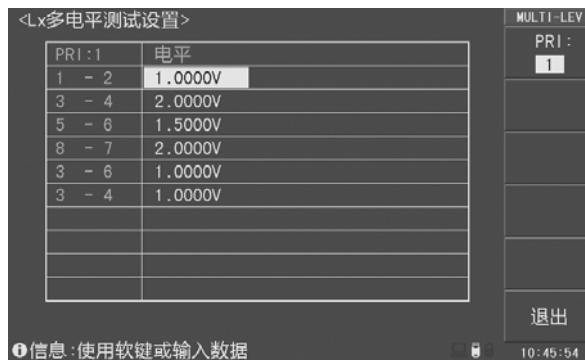 <Lx多电平测试设置>
MULTI-LEV
PRI:
1
PRI:1 电平
1 - 2 1.0000V
3 - 4 2.0000V
5 - 6 1.5000V
8 - 7 2.0000V
3 - 6 1.0000V
3 - 4 1.0000V
退出
信息:使用软键或输入数据
10:45:54